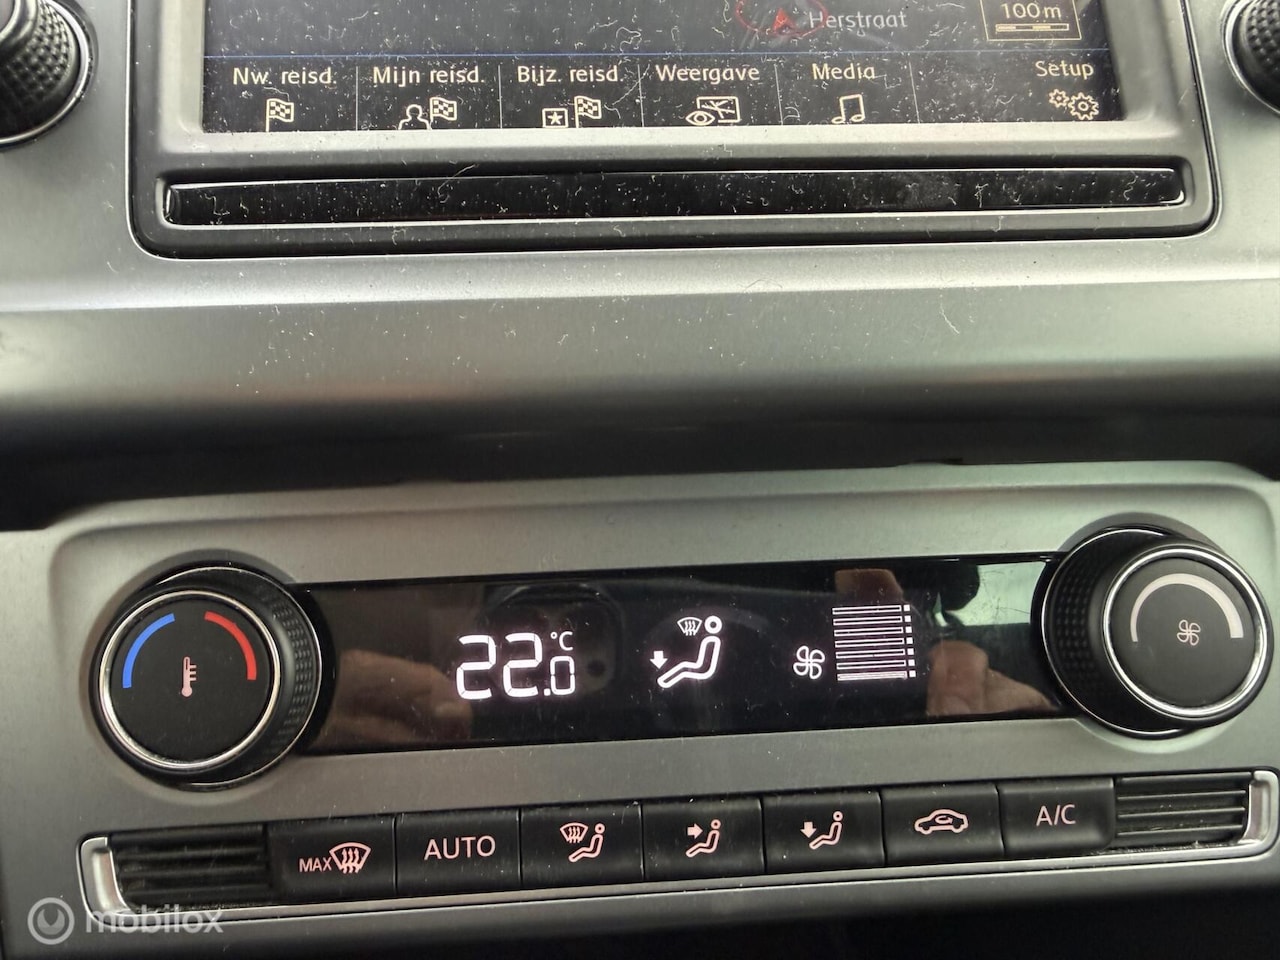 Herstraat
100 m
Nw. reisd. Mijn reisd. Bijz. reisd. Weergave Media Setup
22.0 °C
MAX AUTO A/C
mobilox